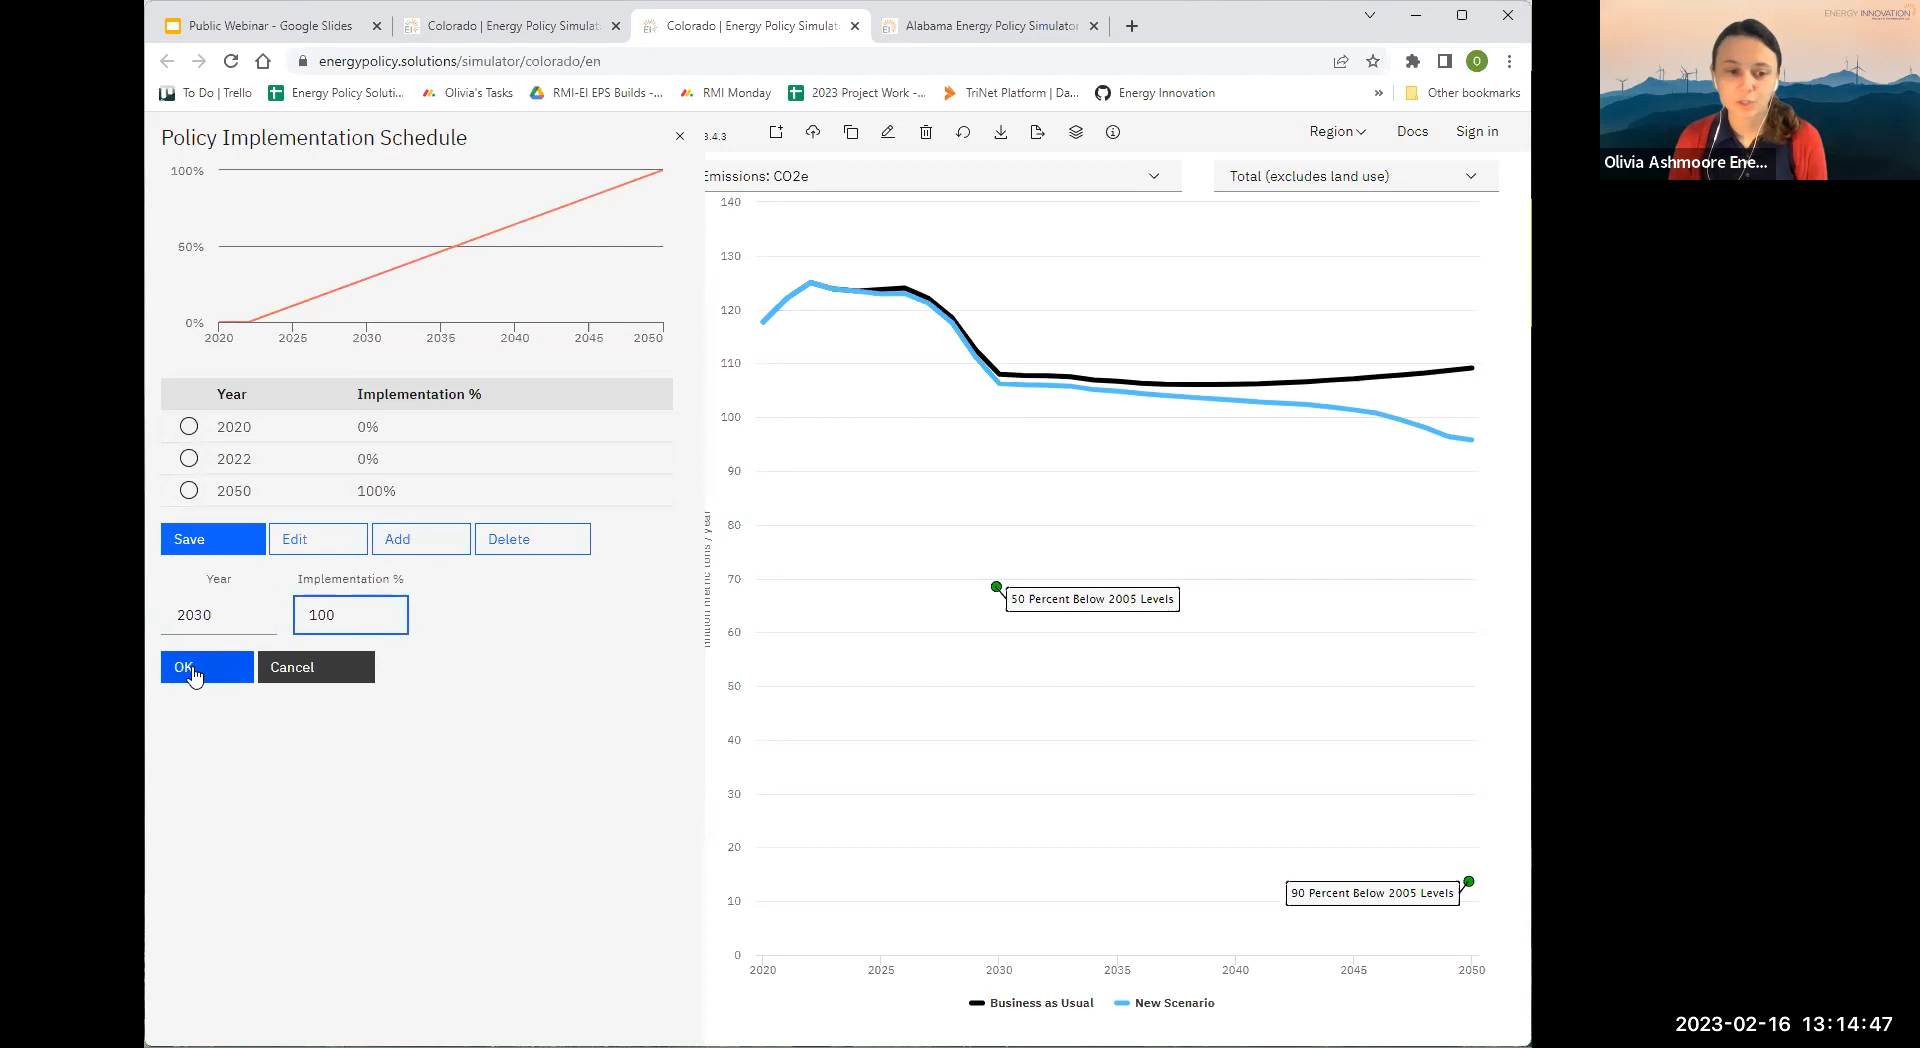 Public Webinar - Google Slides
Colorado | Energy Policy Simulat
Colorado | Energy Policy Simulat
Alabama Energy Policy Simulator
energypolicy.solutions/simulator/colorado/en
O
To Do | Trello
Energy Policy Soluti...
Olivia's Tasks
RMI-EI EPS Builds -...
RMI Monday
2023 Project Work -...
TriNet Platform | Da...
Energy Innovation
»
Other bookmarks
Policy Implementation Schedule
100%
50%
0%
2020 2025 2030 2035 2040 2045 2050
Year Implementation %
2020 0%
2022 0%
2050 100%
Save Edit Add Delete
Year Implementation %
2030 100
OK Cancel
3.4.3
Region Docs Sign in
Emissions: CO2e
Total (excludes land use)
million metric tons / year
140
130
120
110
100
90
80
70
60
50
40
30
20
10
0
50 Percent Below 2005 Levels
90 Percent Below 2005 Levels
2020 2025 2030 2035 2040 2045 2050
Business as Usual New Scenario
ENERGY INNOVATION
Olivia Ashmoore Ene...
2023-02-16 13:14:47